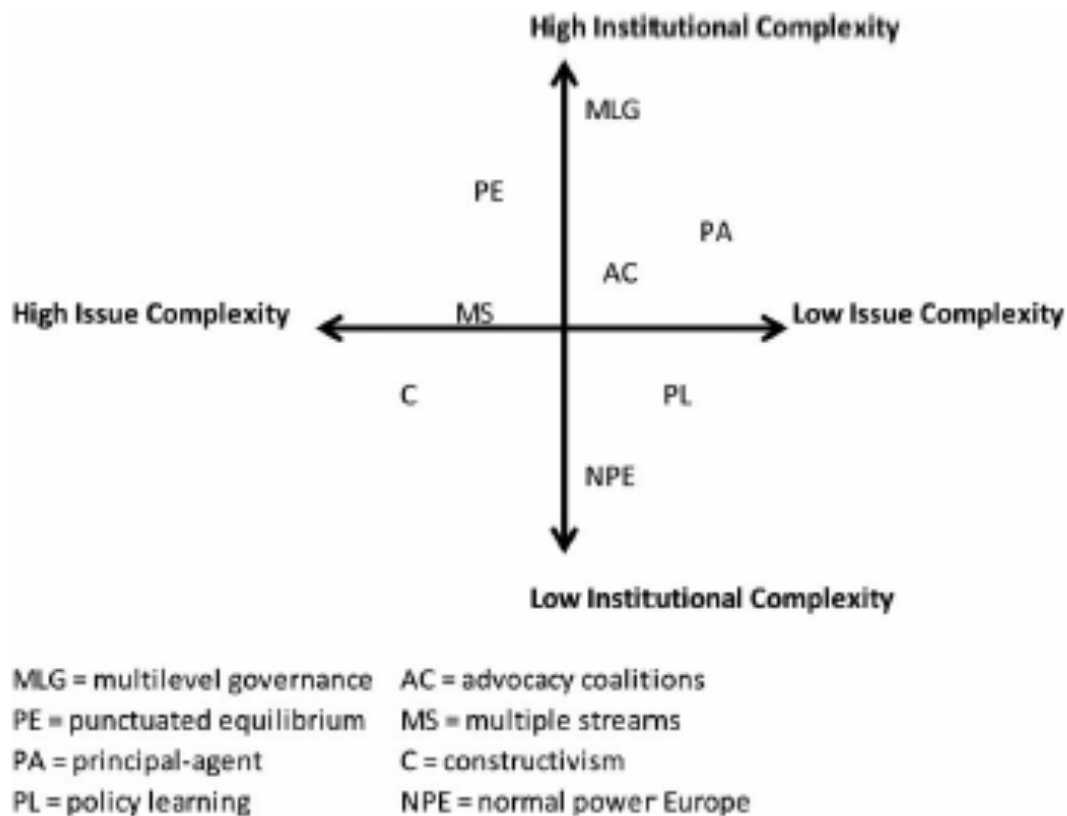 High Institutional Complexity
MLG
PE
PA
AC
High Issue Complexity MS Low Issue Complexity
C PL
NPE
Low Institutional Complexity
MLG = multilevel governance AC = advocacy coalitions
PE = punctuated equilibrium MS = multiple streams
PA = principal-agent C = constructivism
PL = policy learning NPE = normal power Europe